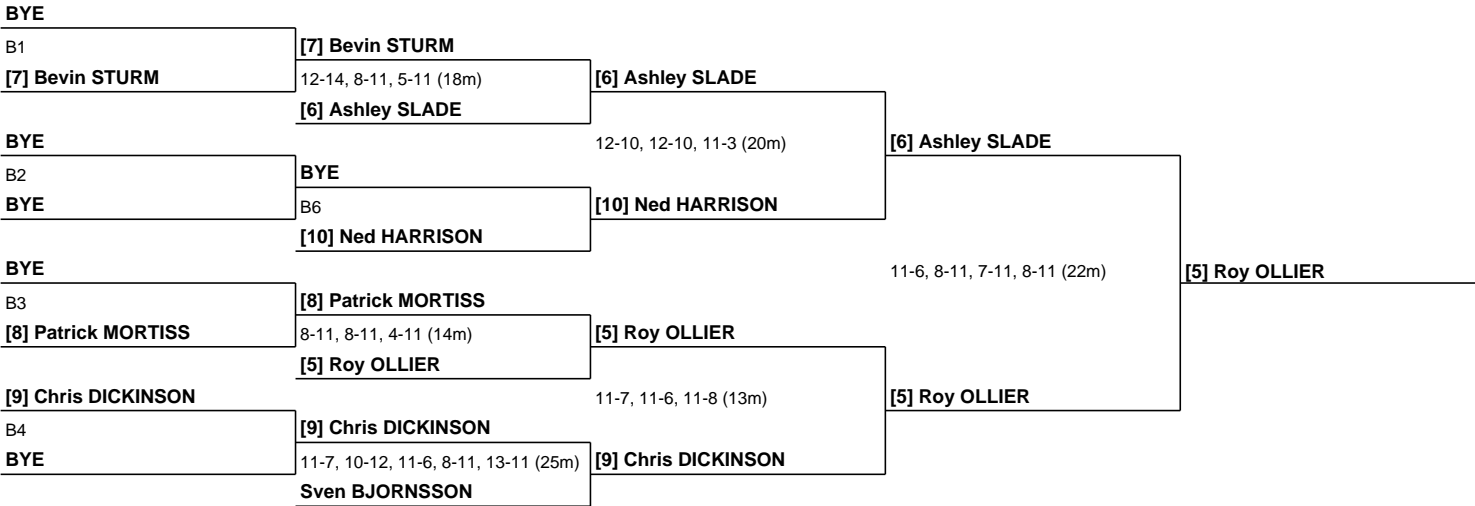 BYE
B1
[7] Bevin STURM
[7] Bevin STURM
12-14, 8-11, 5-11 (18m)
[6] Ashley SLADE
[6] Ashley SLADE
BYE
12-10, 12-10, 11-3 (20m)
[6] Ashley SLADE
B2
BYE
BYE
B6
[10] Ned HARRISON
[10] Ned HARRISON
BYE
11-6, 8-11, 7-11, 8-11 (22m)
[5] Roy OLLIER
B3
[8] Patrick MORTISS
[8] Patrick MORTISS
8-11, 8-11, 4-11 (14m)
[5] Roy OLLIER
[5] Roy OLLIER
[9] Chris DICKINSON
11-7, 11-6, 11-8 (13m)
[5] Roy OLLIER
B4
[9] Chris DICKINSON
BYE
11-7, 10-12, 11-6, 8-11, 13-11 (25m)
[9] Chris DICKINSON
Sven BJORNSSON